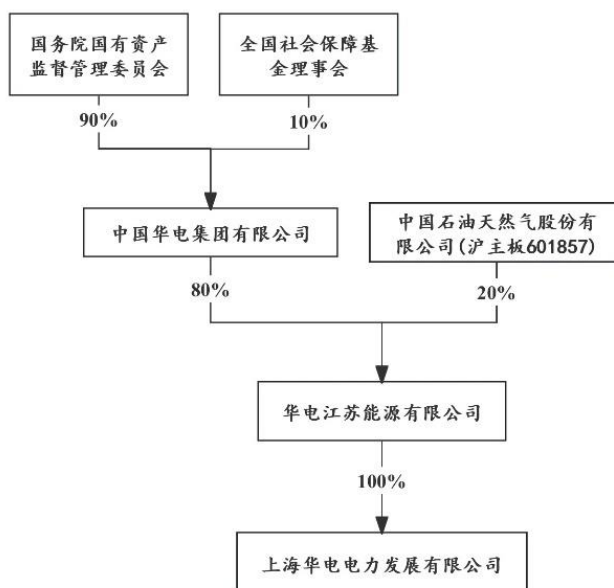 国务院国有资产
监督管理委员会
全国社会保障基
金理事会
90%
10%
中国华电集团有限公司
中国石油天然气股份有
限公司(沪主板601857)
80%
20%
华电江苏能源有限公司
100%
上海华电电力发展有限公司